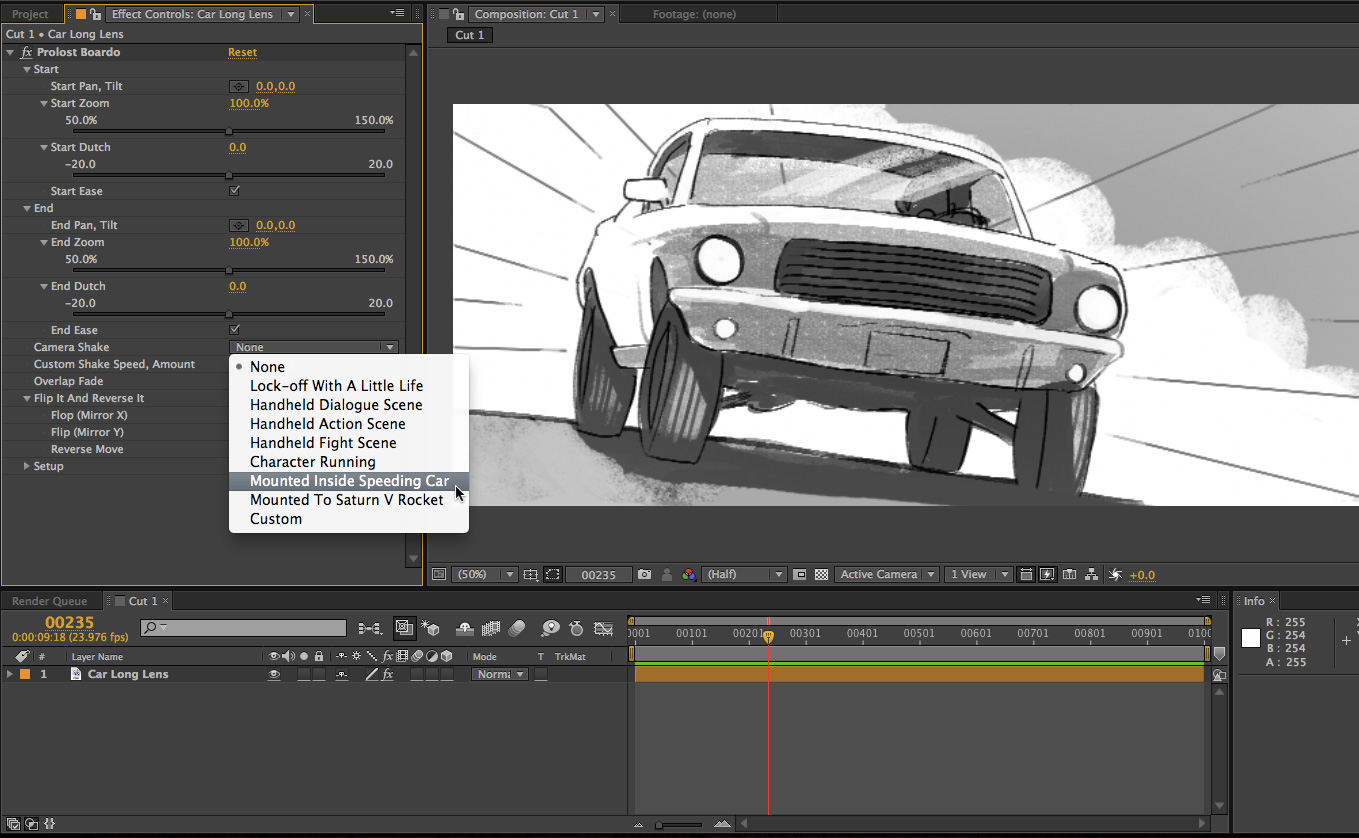 Project
Effect Controls: Car Long Lens
Composition: Cut 1
Footage: (none)
Cut 1 • Car Long Lens
Cut 1
fx Prolost Boardo Reset
Start
Start Pan, Tilt 0.0,0.0
Start Zoom 100.0%
50.0% 150.0%
Start Dutch 0.0
-20.0 20.0
Start Ease
End
End Pan, Tilt 0.0,0.0
End Zoom 100.0%
50.0% 150.0%
End Dutch 0.0
-20.0 20.0
End Ease
Camera Shake None
Custom Shake Speed, Amount
Overlap Fade
Flip It And Reverse It
Flop (Mirror X)
Flip (Mirror Y)
Reverse Move
Setup
None
Lock-off With A Little Life
Handheld Dialogue Scene
Handheld Action Scene
Handheld Fight Scene
Character Running
Mounted Inside Speeding Car
Mounted To Saturn V Rocket
Custom
(50%) 00235 (Half) Active Camera 1 View +0.0
Render Queue Cut 1
Info
00235
0:00:09:18 (23.976 fps)
0001 00101 00201 00301 00401 00501 00601 00701 00801 00901 0100
R: 255
G: 254
B: 254
A: 255
# Layer Name fx Mode T TrkMat
1 Car Long Lens fx Norma